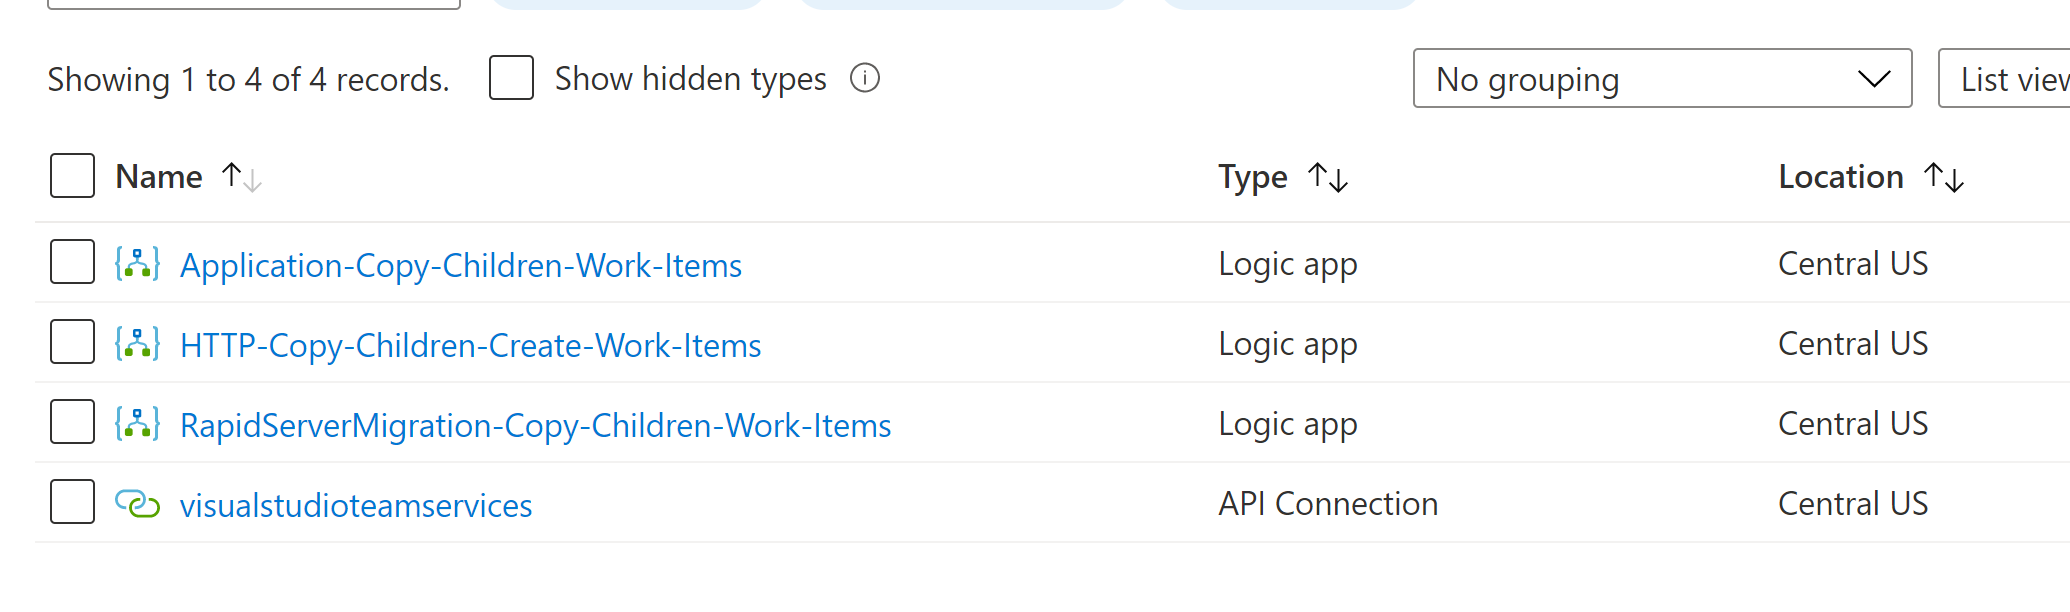 Showing 1 to 4 of 4 records. Show hidden types No grouping List view
Name Type Location
Application-Copy-Children-Work-Items Logic app Central US
HTTP-Copy-Children-Create-Work-Items Logic app Central US
RapidServerMigration-Copy-Children-Work-Items Logic app Central US
visualstudioteamservices API Connection Central US